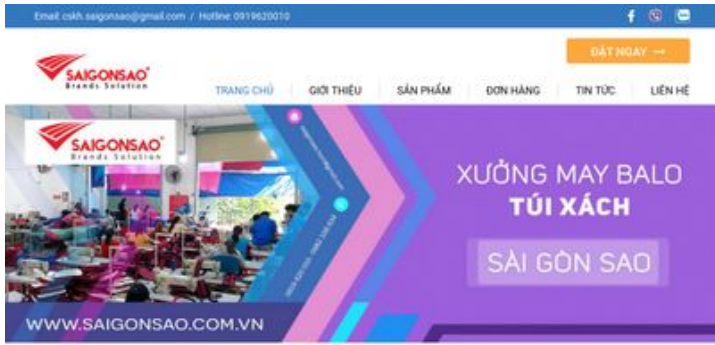 Email: cskh.saigonsao@gmail.com / Hotline: 0919620010
ĐẶT NGAY →
SAIGONSAO
Brands Solution
TRANG CHỦ GIỚI THIỆU SẢN PHẨM ĐƠN HÀNG TIN TỨC LIÊN HỆ
SAIGONSAO
Brands Solution
XƯỞNG MAY BALO
TÚI XÁCH
SÀI GÒN SAO
WWW.SAIGONSAO.COM.VN